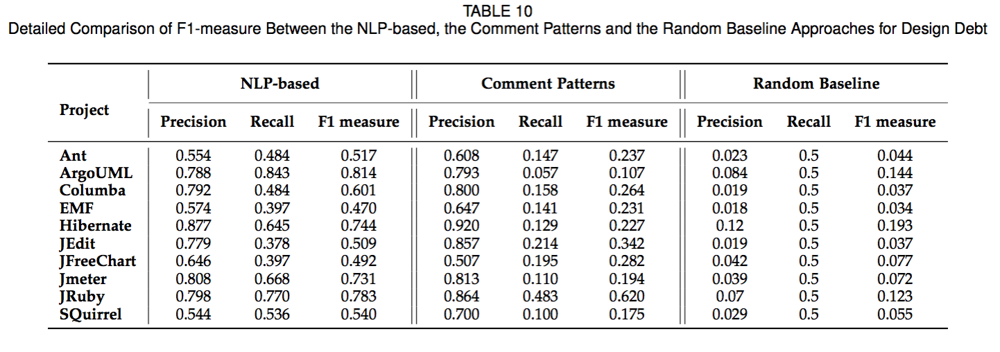 TABLE 10
Detailed Comparison of F1-measure Between the NLP-based, the Comment Patterns and the Random Baseline Approaches for Design Debt
Project NLP-based Comment Patterns Random Baseline
Precision Recall F1 measure Precision Recall F1 measure Precision Recall F1 measure
Ant 0.554 0.484 0.517 0.608 0.147 0.237 0.023 0.5 0.044
ArgoUML 0.788 0.843 0.814 0.793 0.057 0.107 0.084 0.5 0.144
Columba 0.792 0.484 0.601 0.800 0.158 0.264 0.019 0.5 0.037
EMF 0.574 0.397 0.470 0.647 0.141 0.231 0.018 0.5 0.034
Hibernate 0.877 0.645 0.744 0.920 0.129 0.227 0.12 0.5 0.193
JEdit 0.779 0.378 0.509 0.857 0.214 0.342 0.019 0.5 0.037
JFreeChart 0.646 0.397 0.492 0.507 0.195 0.282 0.042 0.5 0.077
Jmeter 0.808 0.668 0.731 0.813 0.110 0.194 0.039 0.5 0.072
JRuby 0.798 0.770 0.783 0.864 0.483 0.620 0.07 0.5 0.123
SQuirrel 0.544 0.536 0.540 0.700 0.100 0.175 0.029 0.5 0.055